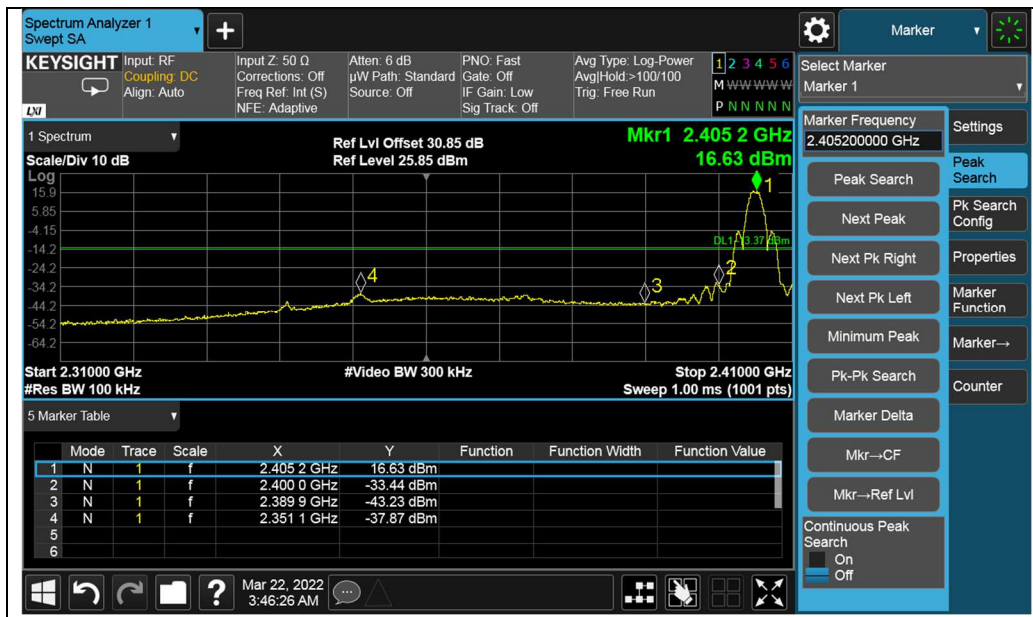 Spectrum Analyzer 1
Swept SA
+
Marker
KEYSIGHT
LXI
Input: RF
Coupling: DC
Align: Auto
Input Z: 50 Ω
Corrections: Off
Freq Ref: Int (S)
NFE: Adaptive
Atten: 6 dB
µW Path: Standard
Source: Off
PNO: Fast
Gate: Off
IF Gain: Low
Sig Track: Off
Avg Type: Log-Power
Avg|Hold:>100/100
Trig: Free Run
1 2 3 4 5 6
M W W W W W
P N N N N N
Select Marker
Marker 1
1 Spectrum
Scale/Div 10 dB
Ref Lvl Offset 30.85 dB
Ref Level 25.85 dBm
Mkr1 2.405 2 GHz
16.63 dBm
Log
15.9
5.85
-4.15
-14.2
-24.2
-34.2
-44.2
-54.2
-64.2
1
DL1 -13.37 dBm
2
3
4
Start 2.31000 GHz
#Res BW 100 kHz
#Video BW 300 kHz
Stop 2.41000 GHz
Sweep 1.00 ms (1001 pts)
5 Marker Table
Mode Trace Scale X Y Function Function Width Function Value
1 N 1 f 2.405 2 GHz 16.63 dBm
2 N 1 f 2.400 0 GHz -33.44 dBm
3 N 1 f 2.389 9 GHz -43.23 dBm
4 N 1 f 2.351 1 GHz -37.87 dBm
5
6
Marker Frequency
2.405200000 GHz
Peak Search
Next Peak
Next Pk Right
Next Pk Left
Minimum Peak
Pk-Pk Search
Marker Delta
Mkr→CF
Mkr→Ref Lvl
Continuous Peak
Search
On
Off
Settings
Peak
Search
Pk Search
Config
Properties
Marker
Function
Marker→
Counter
?
Mar 22, 2022
3:46:26 AM